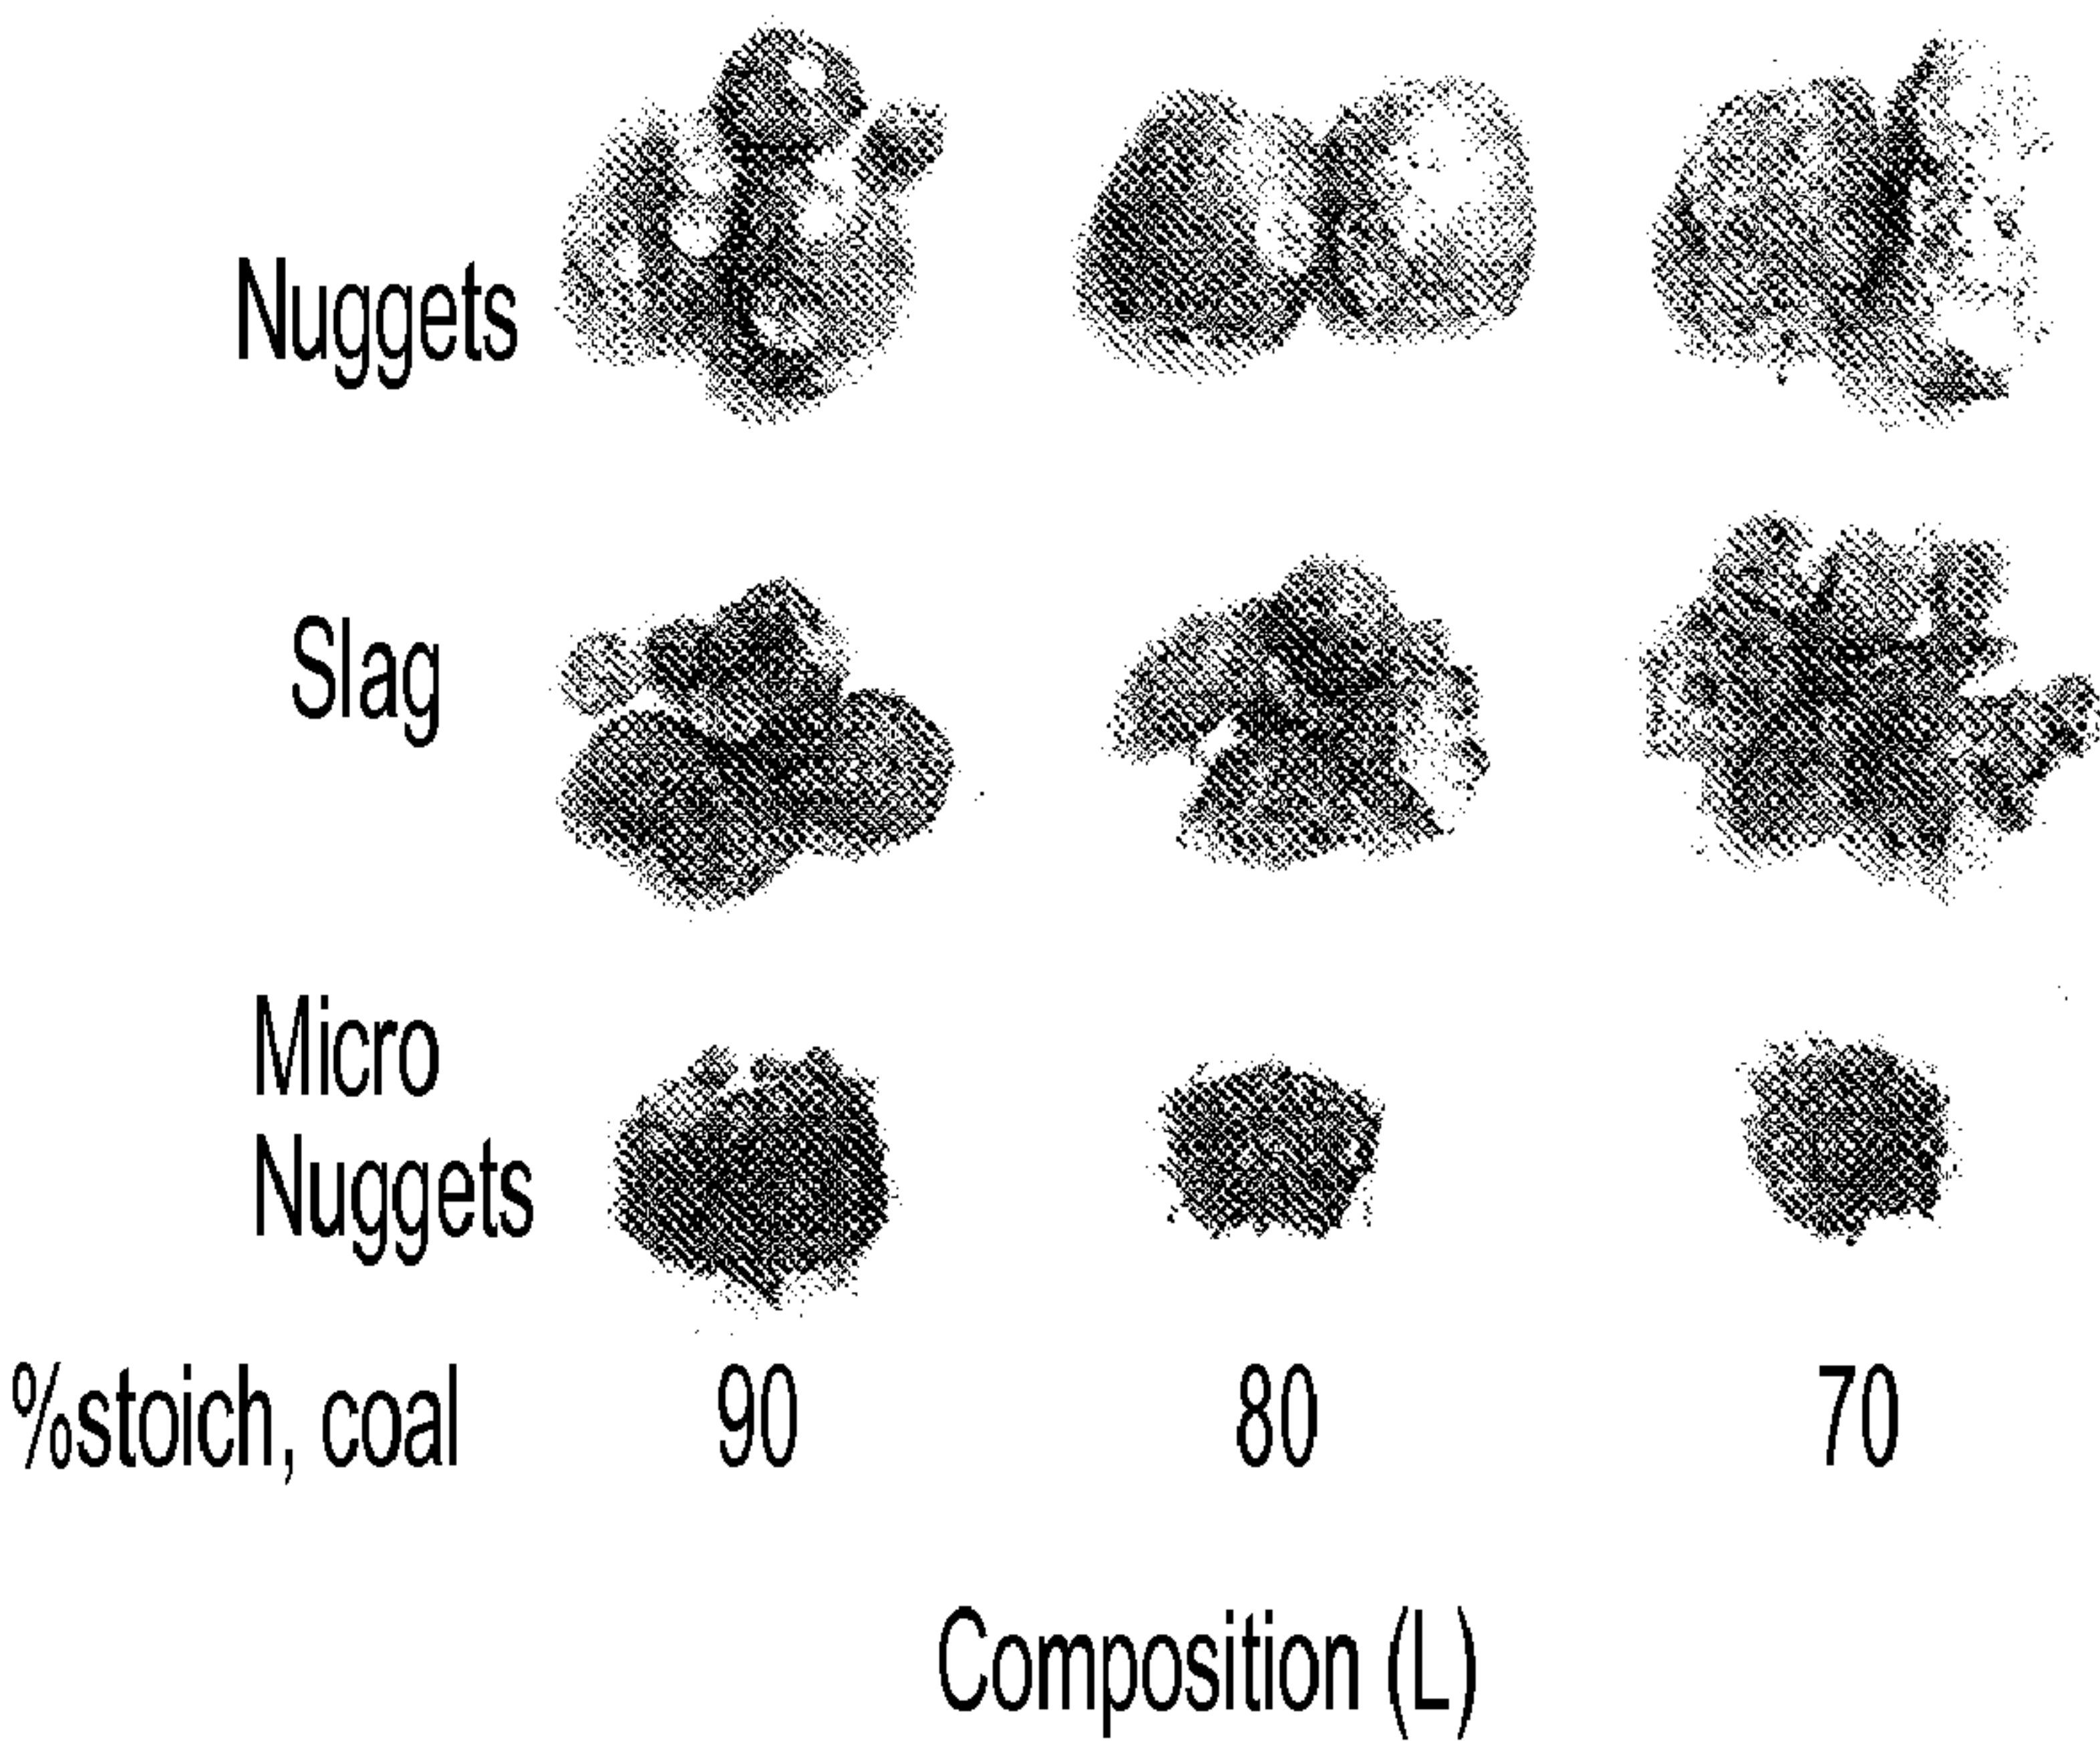 Nuggets
Slag
Micro
Nuggets
%stoich, coal 90 80 70
Composition (L)